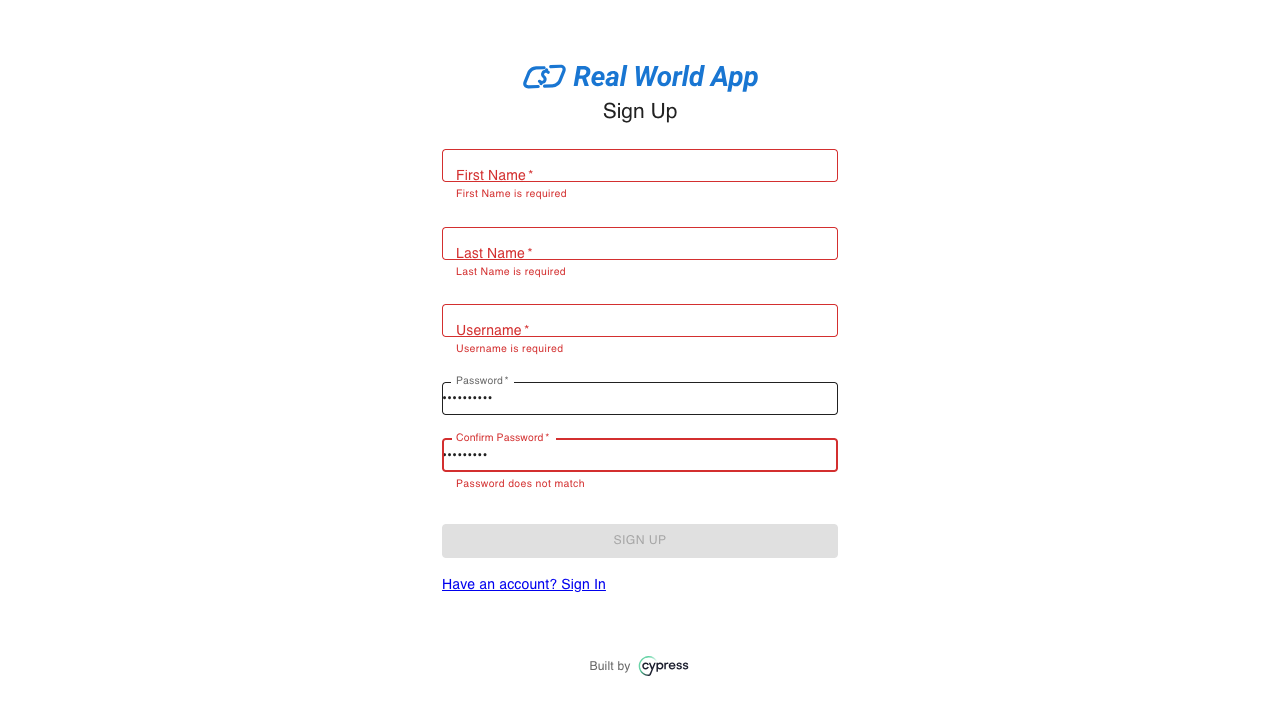 Real World App
Sign Up
First Name *
First Name is required
Last Name *
Last Name is required
Username *
Username is required
Password *
••••••••••
Confirm Password *
•••••••••
Password does not match
SIGN UP
Have an account? Sign In
Built by cypress